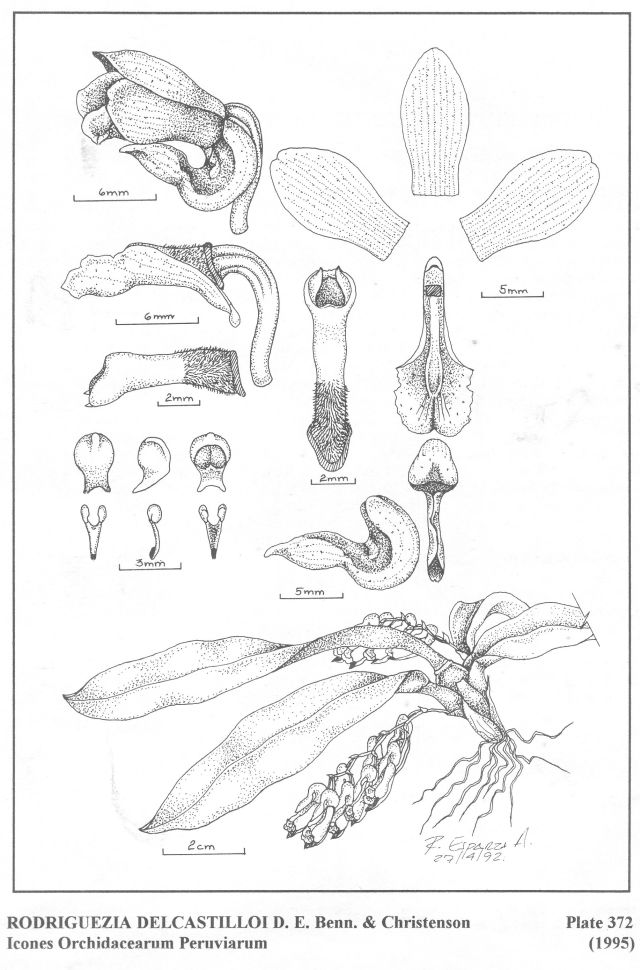 6mm
5mm
6mm
2mm
2mm
3mm
5mm
2cm
R. Esparza A.
27/4/92.
RODRIGUEZIA DELCASTILLOI D. E. Benn. & Christenson Plate 372
Icones Orchidacearum Peruviarum (1995)